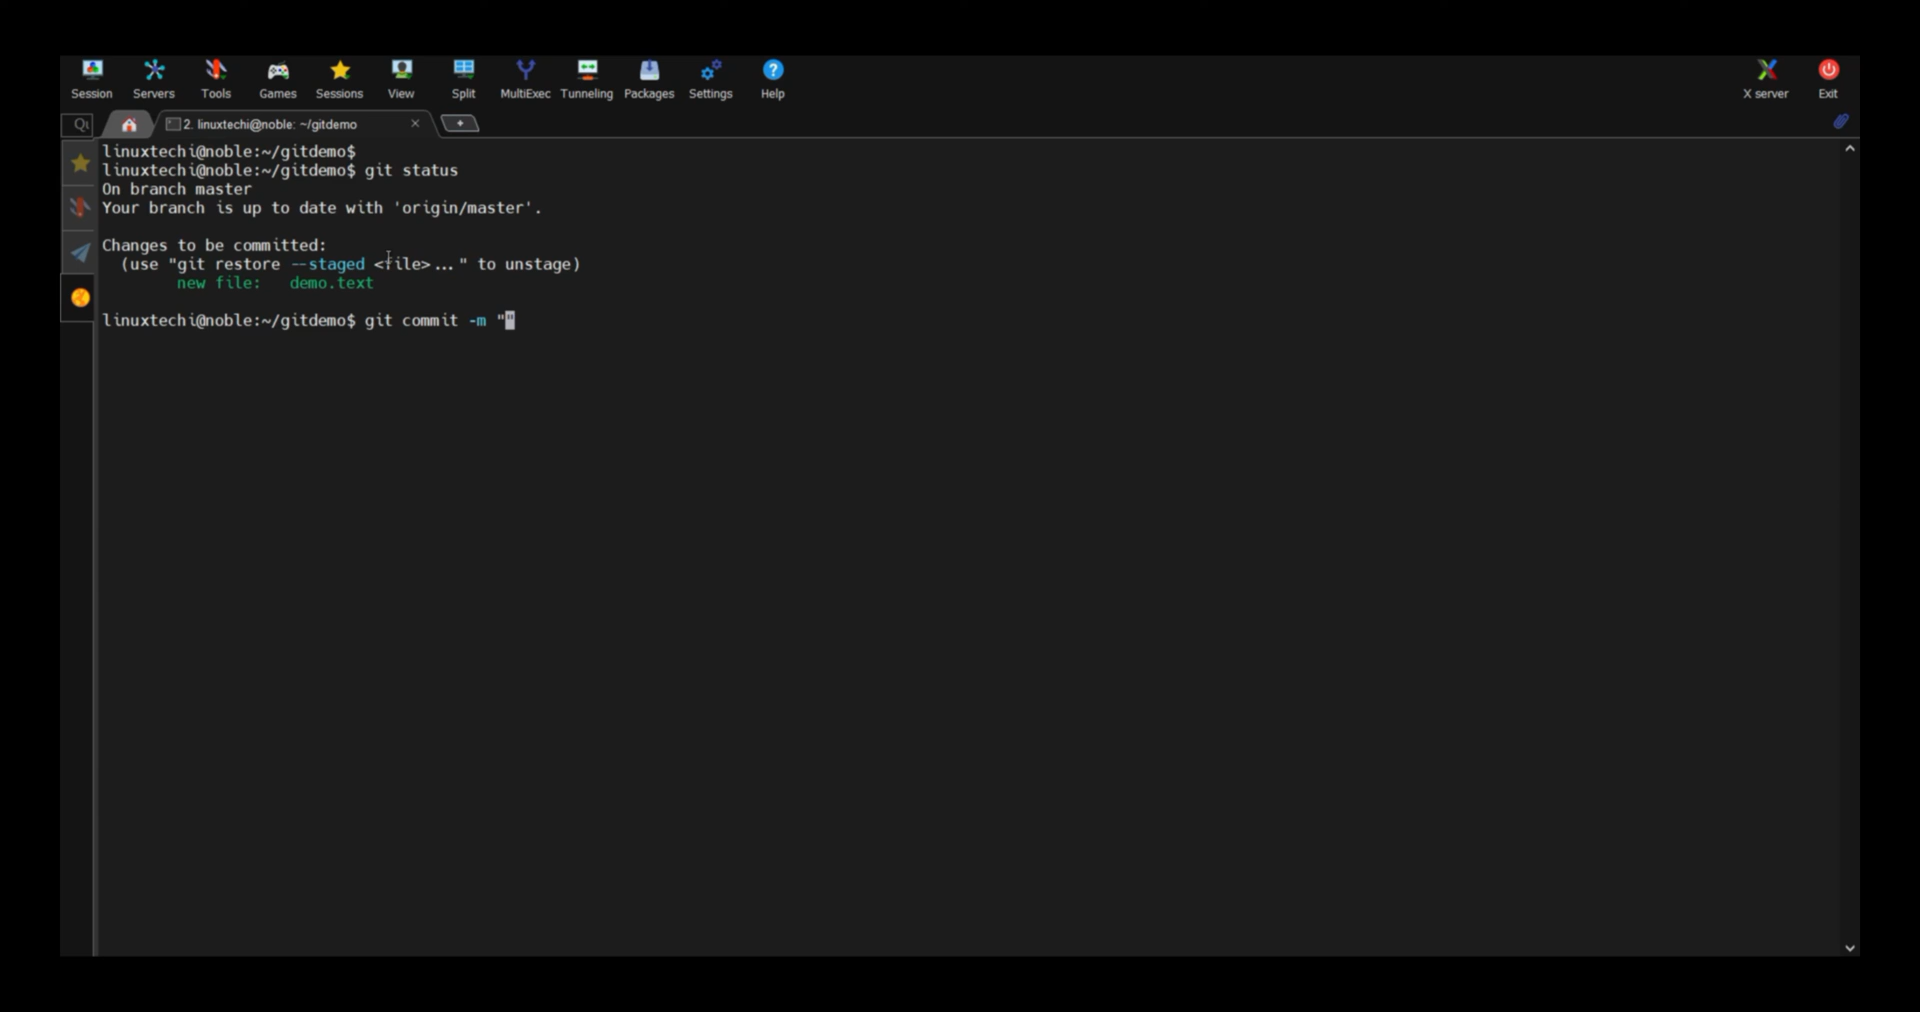 Session Servers Tools Games Sessions View Split MultiExec Tunneling Packages Settings Help X server Exit
2. linuxtechi@noble: ~/gitdemo
linuxtechi@noble:~/gitdemo$
linuxtechi@noble:~/gitdemo$ git status
On branch master
Your branch is up to date with 'origin/master'.
Changes to be committed:
(use "git restore --staged <file>..." to unstage)
new file: demo.text
linuxtechi@noble:~/gitdemo$ git commit -m ""